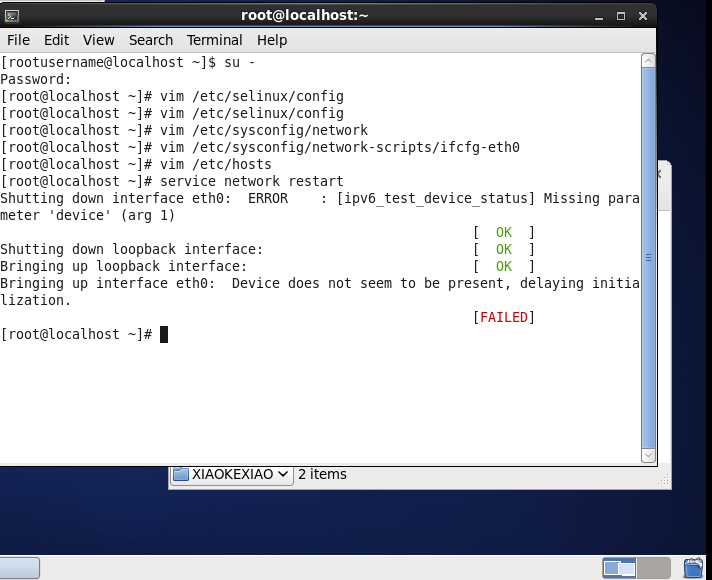 root@localhost:~
File Edit View Search Terminal Help
[rootusername@localhost ~]$ su -
Password:
[root@localhost ~]# vim /etc/selinux/config
[root@localhost ~]# vim /etc/selinux/config
[root@localhost ~]# vim /etc/sysconfig/network
[root@localhost ~]# vim /etc/sysconfig/network-scripts/ifcfg-eth0
[root@localhost ~]# vim /etc/hosts
[root@localhost ~]# service network restart
Shutting down interface eth0:  ERROR    : [ipv6_test_device_status] Missing para
meter 'device' (arg 1)
[  OK  ]
Shutting down loopback interface: [  OK  ]
Bringing up loopback interface: [  OK  ]
Bringing up interface eth0:  Device does not seem to be present, delaying initia
lization.
[FAILED]
[root@localhost ~]#
XIAOKEXIAO 2 items